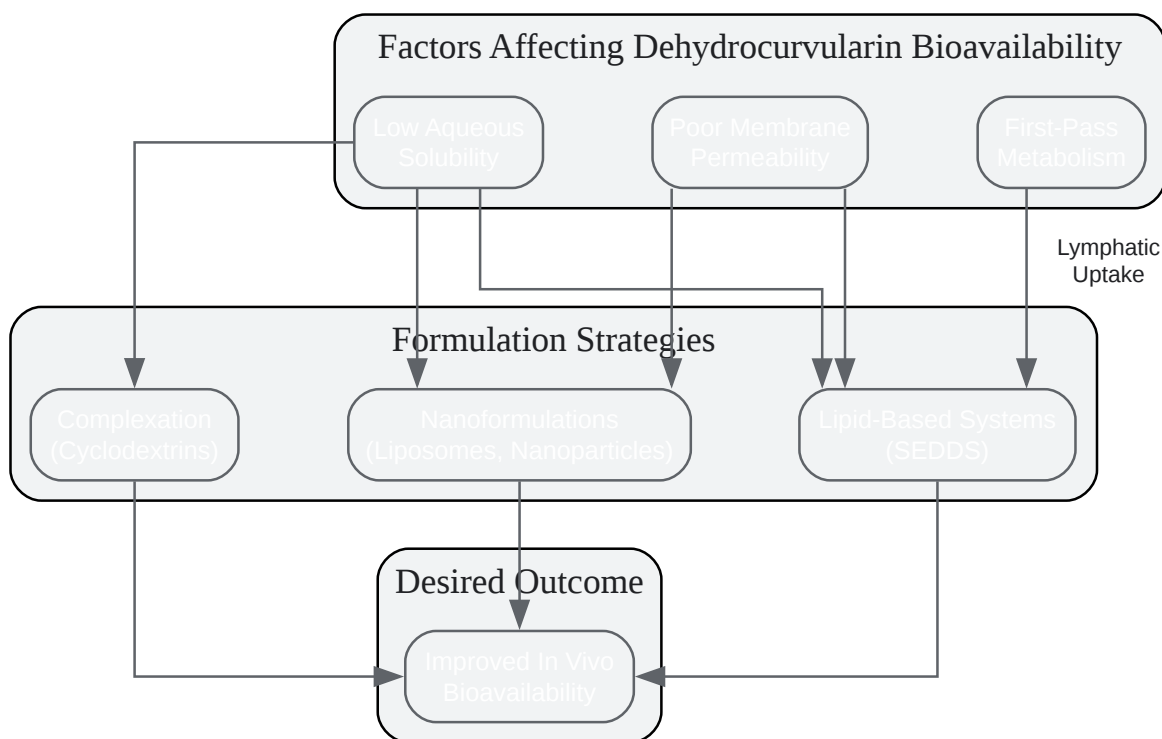 Factors Affecting Dehydrocurvularin Bioavailability
Low Aqueous
Solubility
Poor Membrane
Permeability
First-Pass
Metabolism
Lymphatic
Uptake
Formulation Strategies
Complexation
(Cyclodextrins)
Nanoformulations
(Liposomes, Nanoparticles)
Lipid-Based Systems
(SEDDS)
Desired Outcome
Improved In Vivo
Bioavailability